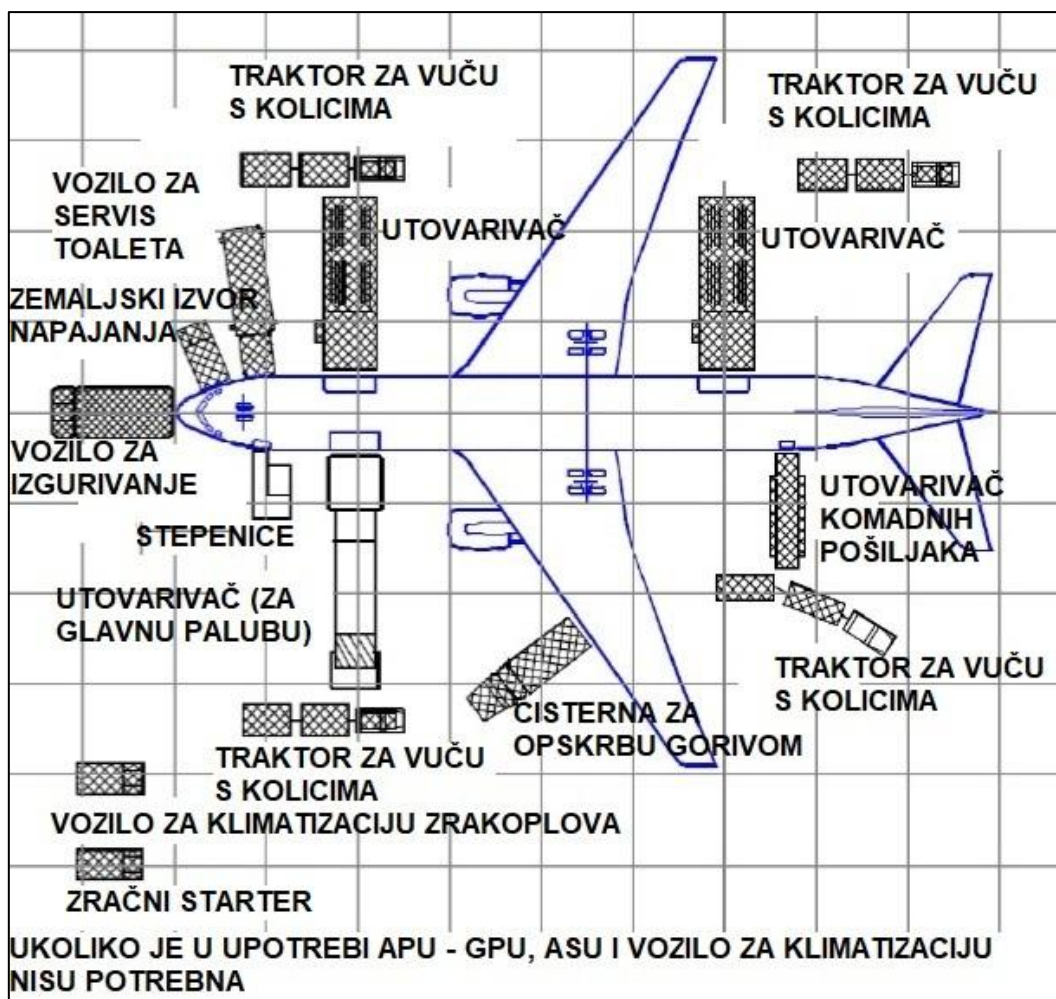 TRAKTOR ZA VUČU
S KOLICIMA
TRAKTOR ZA VUČU
S KOLICIMA
VOZILO ZA
SERVIS
TOALETA
UTOVARIVAČ
UTOVARIVAČ
ZEMALJSKI IZVOR
NAPAJANJA
VOZILO ZA
IZGURIVANJE
STEPENICE
UTOVARIVAČ
KOMADNIH
POŠILJAKA
UTOVARIVAČ (ZA
GLAVNU PALUBU)
TRAKTOR ZA VUČU
S KOLICIMA
CISTERNA ZA
OPSKRBU GORIVOM
TRAKTOR ZA VUČU
S KOLICIMA
VOZILO ZA KLIMATIZACIJU ZRAKOPLOVA
ZRAČNI STARTER
UKOLIKO JE U UPOTREBI APU - GPU, ASU I VOZILO ZA KLIMATIZACIJU
NISU POTREBNA